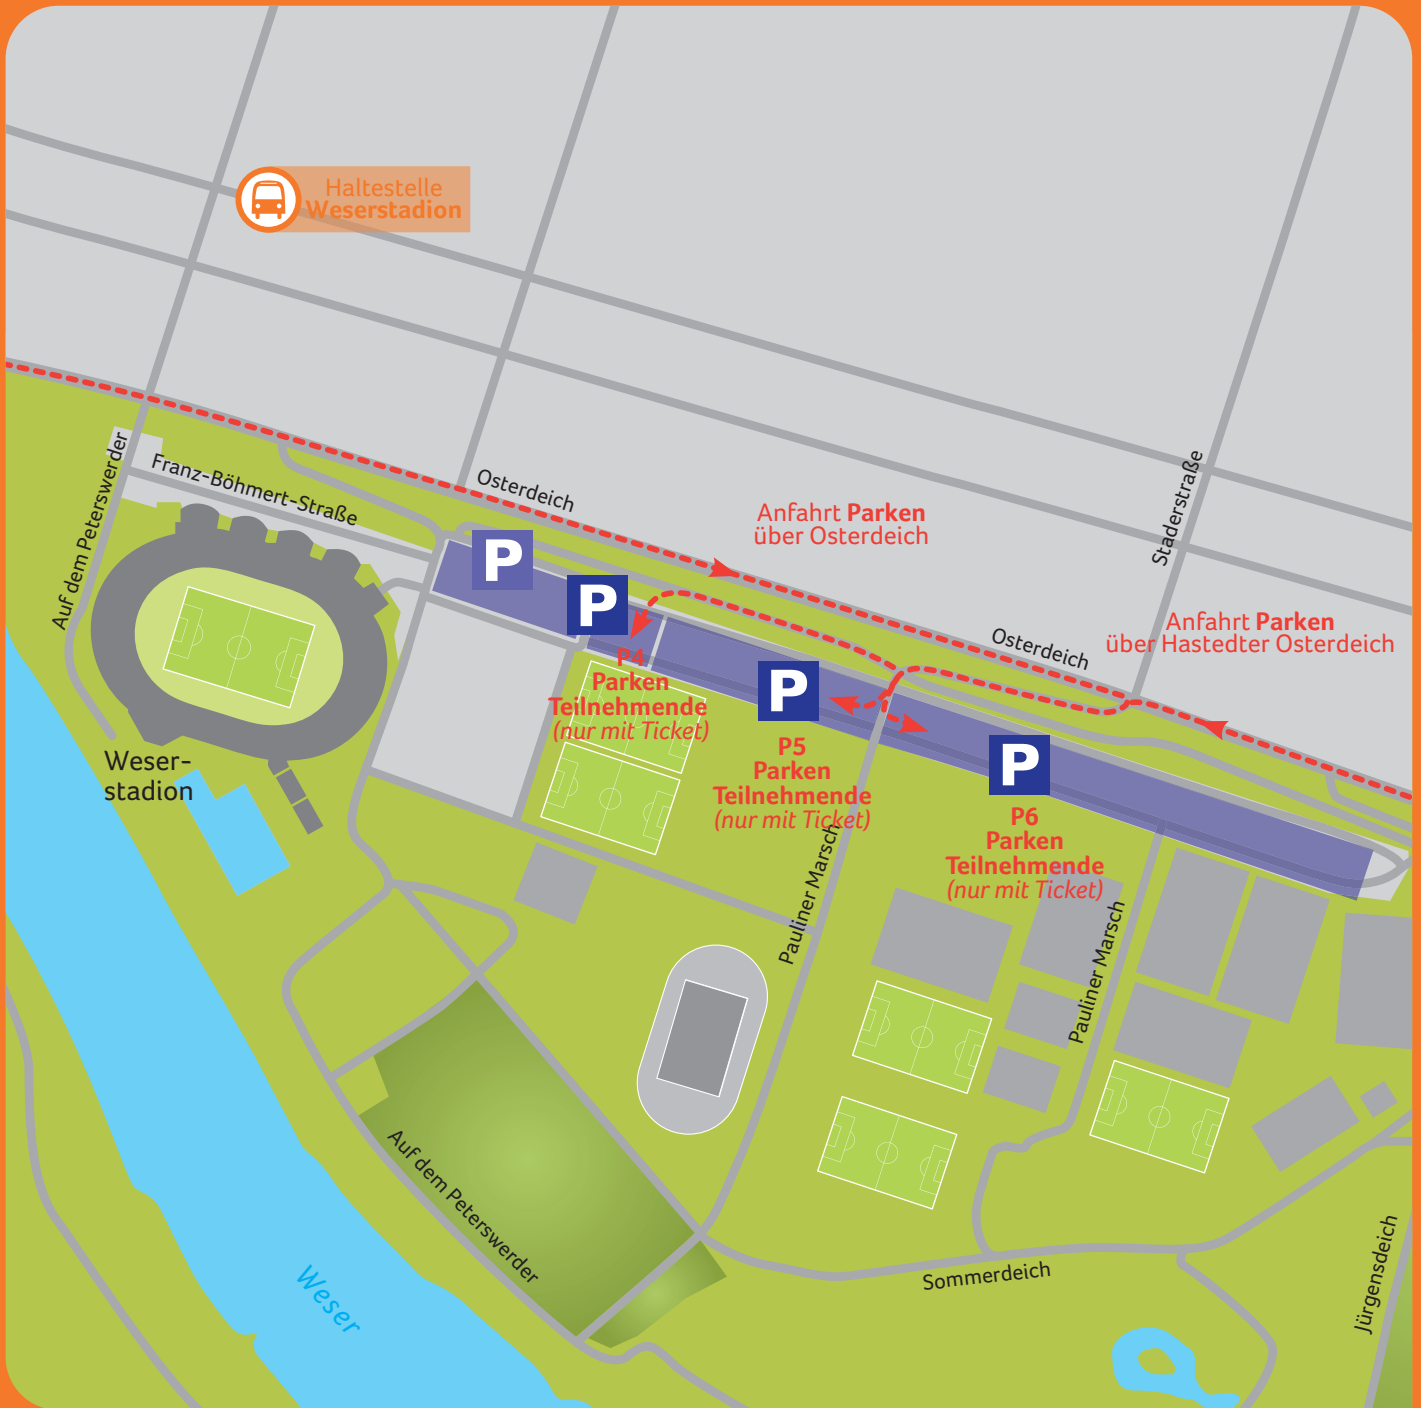 Haltestelle
Weserstadion
Auf dem Peterswerder
Franz-Böhmert-Straße
Osterdeich
Anfahrt Parken
über Osterdeich
Staderstraße
Anfahrt Parken
über Hastedter Osterdeich
Osterdeich
P
P
P4
Parken
Teilnehmende
(nur mit Ticket)
P
P5
Parken
Teilnehmende
(nur mit Ticket)
P
P6
Parken
Teilnehmende
(nur mit Ticket)
Weser-
stadion
Pauliner Marsch
Pauliner Marsch
Auf dem Peterswerder
Weser
Sommerdeich
Jürgensdeich